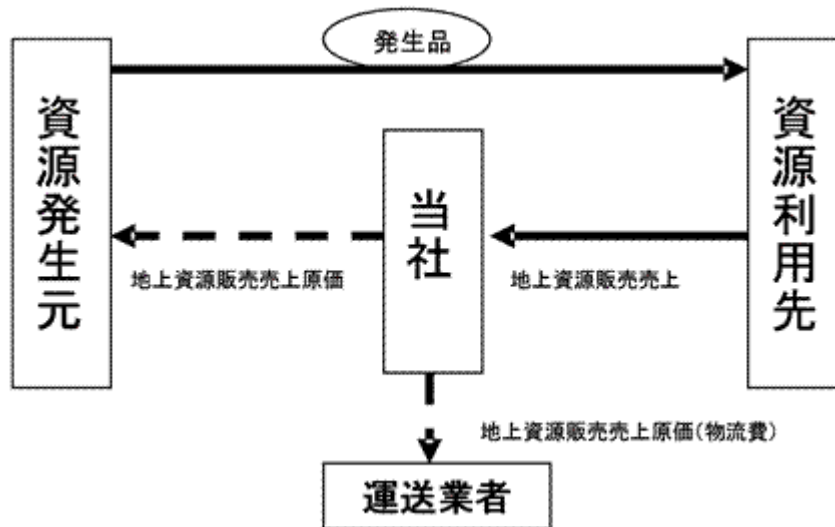 発生品
資源発生元
当社
資源利用先
地上資源販売売上原価
地上資源販売売上
地上資源販売売上原価(物流費)
運送業者